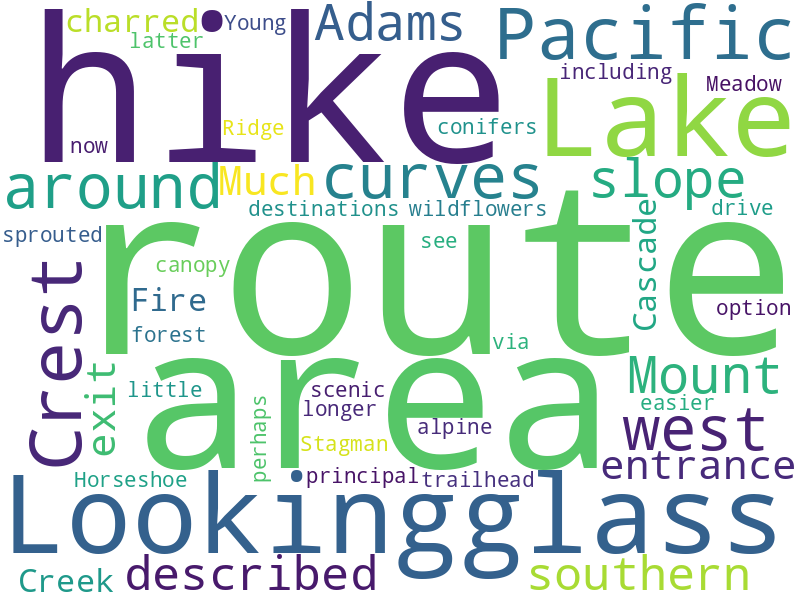 charred
Young
Adams
Pacific
latter
hike
including
Meadow
Lake
now
Ridge
conifers
around
Much
curves
slope
destinations
wildflowers
Cascade
drive
sprouted
see
route
canopy
Crest
Fire
option
forest
via
area
Mount
exit
little
scenic
longer
easier
perhaps
alpine
west
Stagman
entrance
Horseshoe
principal
trailhead
Lookingglass
Creek
described
southern